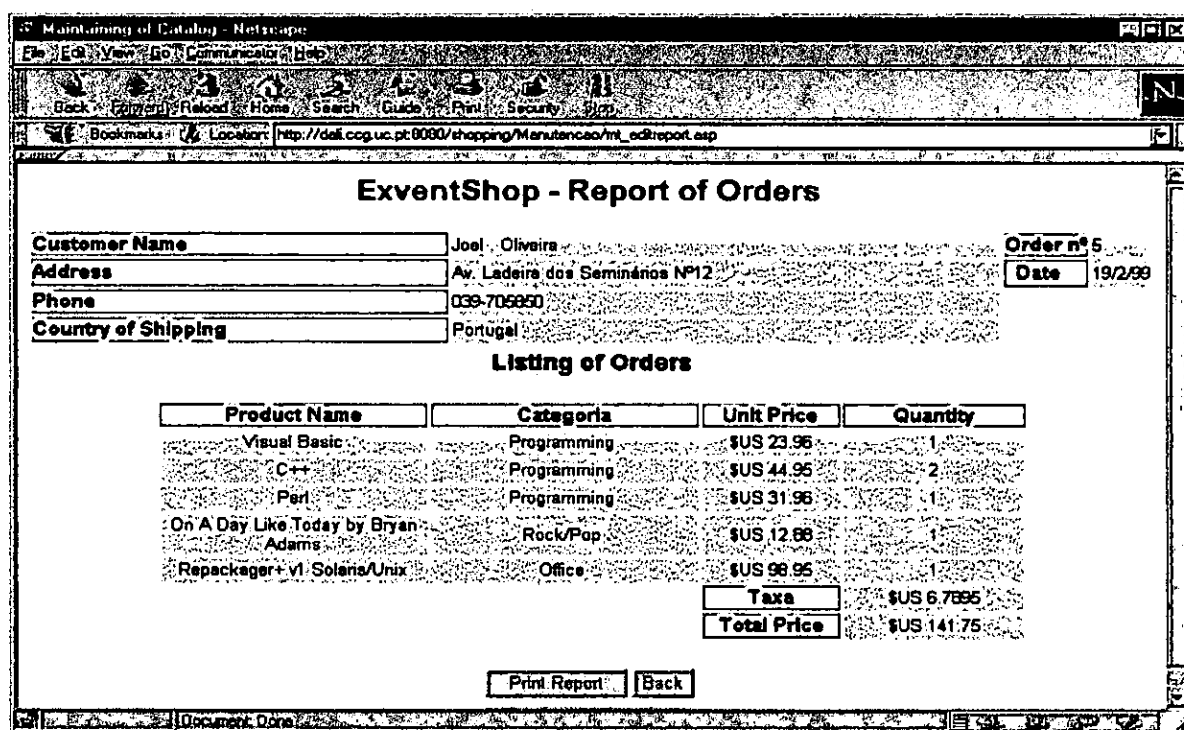 Maintaining of Catalog - Netscape
File Edit View Go Communicator Help
Back Forward Reload Home Search Guide Print Security Stop
Bookmarks Location: http://dali.ccg.uc.pt:8080/shopping/Manutencao/mt_editreport.asp
ExventShop - Report of Orders
Customer Name Joel Oliveira Order nº 5
Address Av. Ladeira dos Seminários Nº12 Date 19/2/99
Phone 039-705850
Country of Shipping Portugal
Listing of Orders
Product Name Categoria Unit Price Quantity
Visual Basic Programming $US 23.96 1
C++ Programming $US 44.95 2
Perl Programming $US 31.96 1
On A Day Like Today by Bryan
Adams Rock/Pop $US 12.88 1
Repackager+ v1 Solaris/Unix Office $US 98.95 1
Taxa $US 6.7895
Total Price $US 141.75
Print Report Back
Document: Done
N